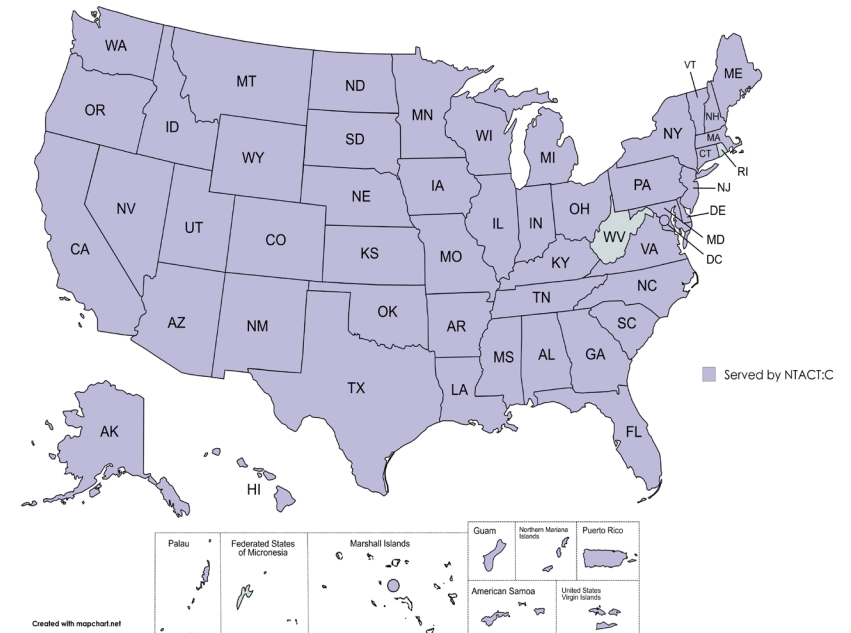 WA
MT
ND
MN
VT
ME
OR
ID
SD
WI
MI
NY
NH
MA
CT
RI
WY
NE
IA
PA
NJ
NV
UT
CO
KS
MO
IL
IN
OH
WV
VA
DE
MD
DC
CA
KY
NC
AZ
NM
OK
AR
TN
SC
MS
AL
GA
TX
LA
Served by NTACT:C
AK
FL
HI
Palau
Federated States
of Micronesia
Marshall Islands
Guam
Northern Mariana
Islands
Puerto Rico
American Samoa
United States
Virgin Islands
Created with mapchart.net